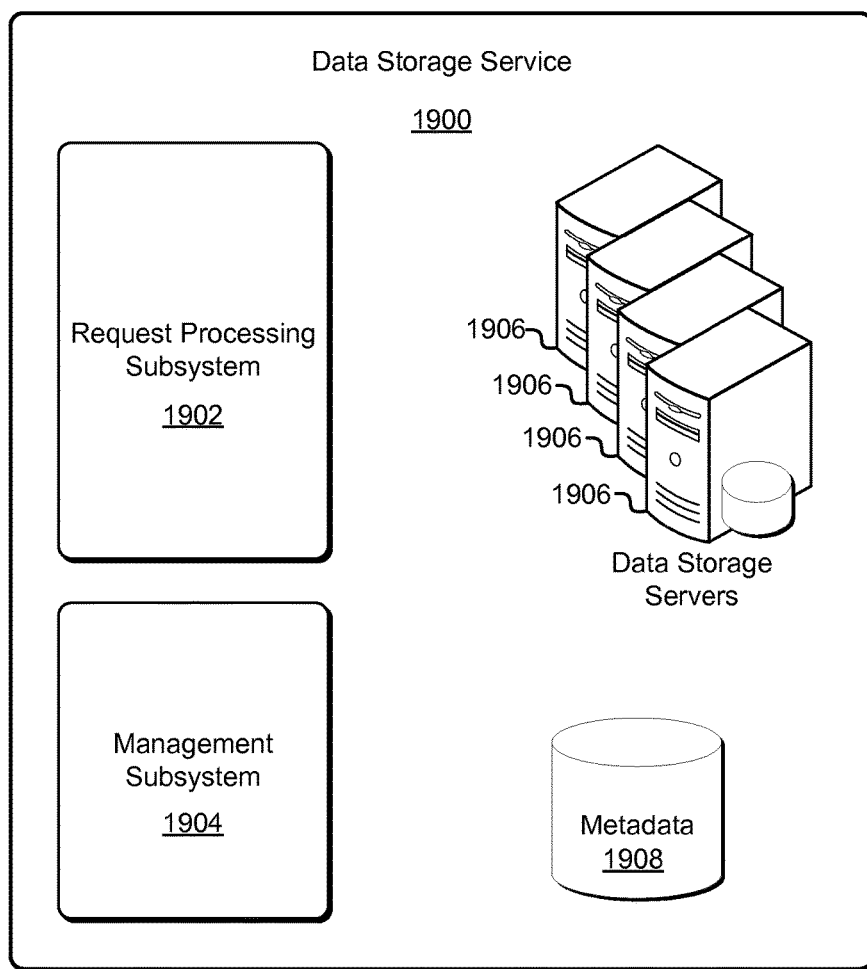 Data Storage Service
1900
Request Processing
Subsystem
1902
1906
1906
1906
1906
Data Storage
Servers
Management
Subsystem
1904
Metadata
1908